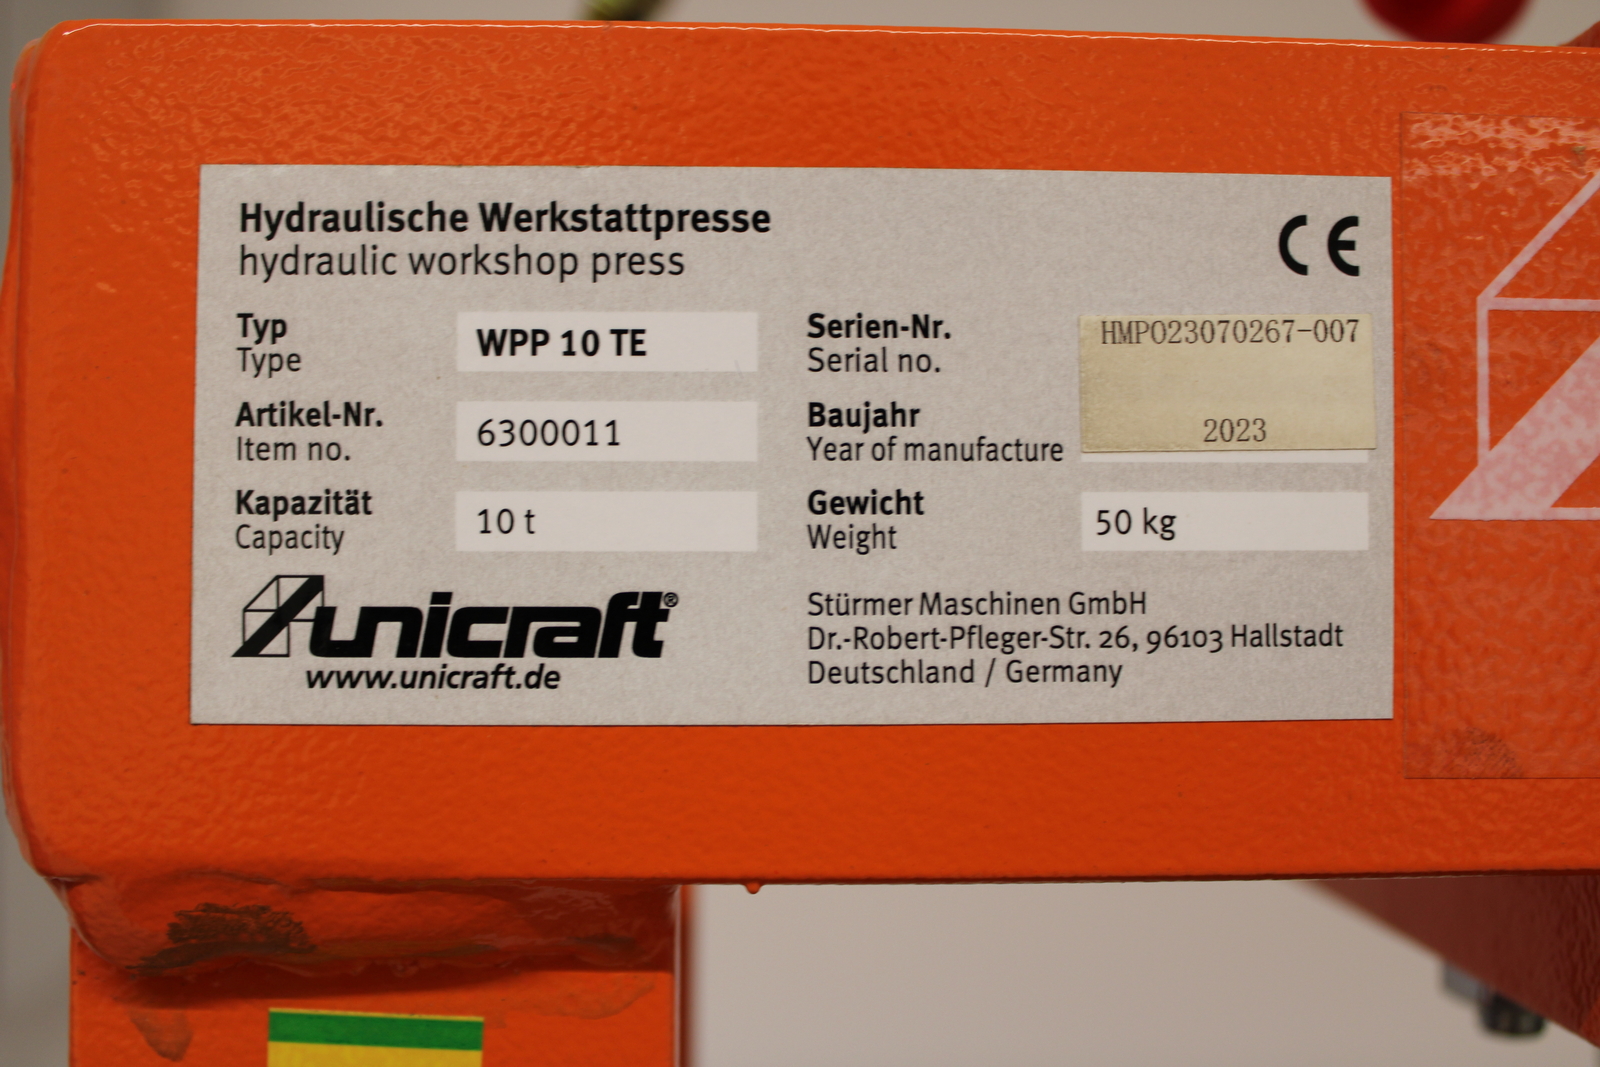 Hydraulische Werkstattpresse
hydraulic workshop press
CE
Typ
Type
WPP 10 TE
Serien-Nr.
Serial no.
HMPO23070267-007
Artikel-Nr.
Item no.
6300011
Baujahr
Year of manufacture
2023
Kapazität
Capacity
10 t
Gewicht
Weight
50 kg
unicraft®
www.unicraft.de
Stürmer Maschinen GmbH
Dr.-Robert-Pfleger-Str. 26, 96103 Hallstadt
Deutschland / Germany